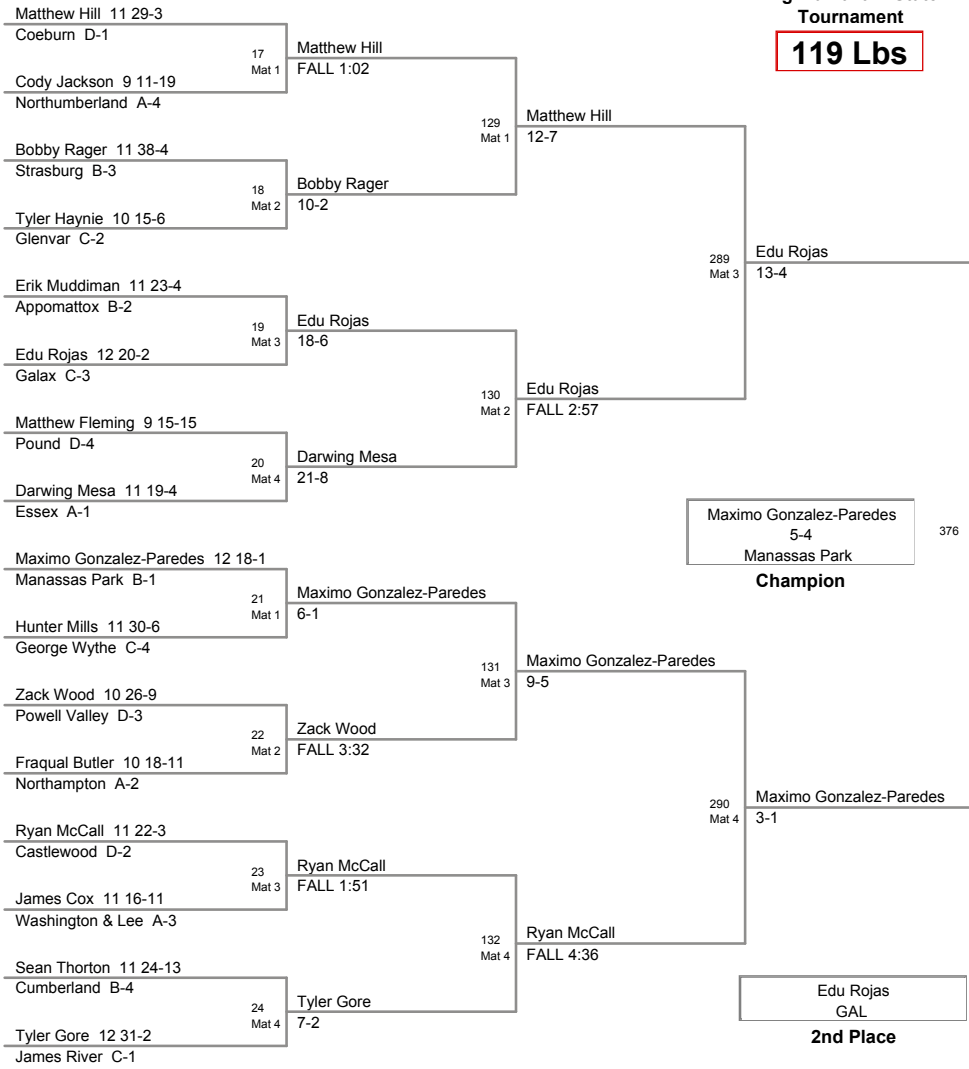 Tournament
119 Lbs
Matthew Hill 11 29-3
Coeburn D-1
17
Mat 1
Matthew Hill
FALL 1:02
Cody Jackson 9 11-19
Northumberland A-4
129
Mat 1
Matthew Hill
12-7
Bobby Rager 11 38-4
Strasburg B-3
18
Mat 2
Bobby Rager
10-2
Tyler Haynie 10 15-6
Glenvar C-2
289
Mat 3
Edu Rojas
13-4
Erik Muddiman 11 23-4
Appomattox B-2
19
Mat 3
Edu Rojas
18-6
Edu Rojas 12 20-2
Galax C-3
130
Mat 2
Edu Rojas
FALL 2:57
Matthew Fleming 9 15-15
Pound D-4
20
Mat 4
Darwing Mesa
21-8
Darwing Mesa 11 19-4
Essex A-1
Maximo Gonzalez-Paredes
5-4
Manassas Park
376
Champion
Maximo Gonzalez-Paredes 12 18-1
Manassas Park B-1
21
Mat 1
Maximo Gonzalez-Paredes
6-1
Hunter Mills 11 30-6
George Wythe C-4
131
Mat 3
Maximo Gonzalez-Paredes
9-5
Zack Wood 10 26-9
Powell Valley D-3
22
Mat 2
Zack Wood
FALL 3:32
Fraqual Butler 10 18-11
Northampton A-2
290
Mat 4
Maximo Gonzalez-Paredes
3-1
Ryan McCall 11 22-3
Castlewood D-2
23
Mat 3
Ryan McCall
FALL 1:51
James Cox 11 16-11
Washington & Lee A-3
132
Mat 4
Ryan McCall
FALL 4:36
Sean Thorton 11 24-13
Cumberland B-4
24
Mat 4
Tyler Gore
7-2
Tyler Gore 12 31-2
James River C-1
Edu Rojas
GAL
2nd Place